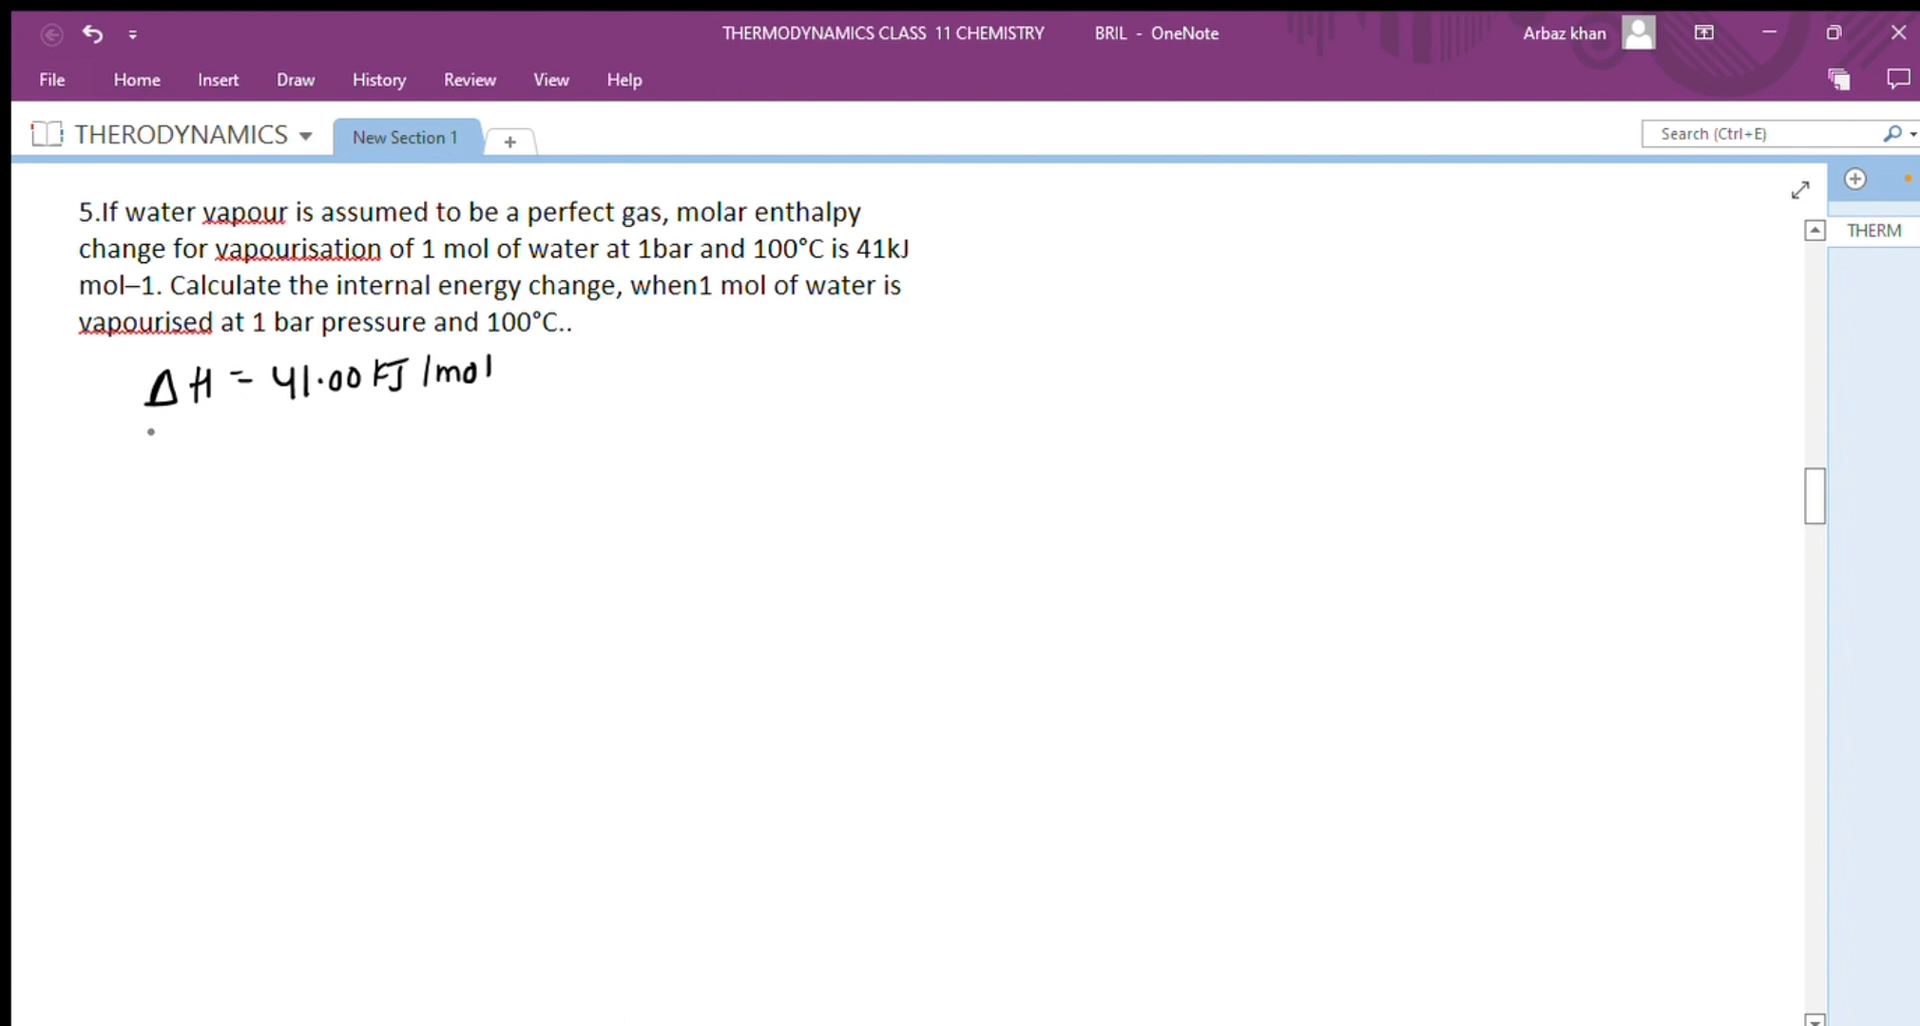 THERMODYNAMICS CLASS 11 CHEMISTRY BRIL - OneNote
Arbaz khan
File Home Insert Draw History Review View Help
THERODYNAMICS
New Section 1
+
Search (Ctrl+E)
THERM
5.If water vapour is assumed to be a perfect gas, molar enthalpy
change for vapourisation of 1 mol of water at 1bar and 100°C is 41kJ
mol–1. Calculate the internal energy change, when1 mol of water is
vapourised at 1 bar pressure and 100°C..
Δ H = 41.00 KJ /mol